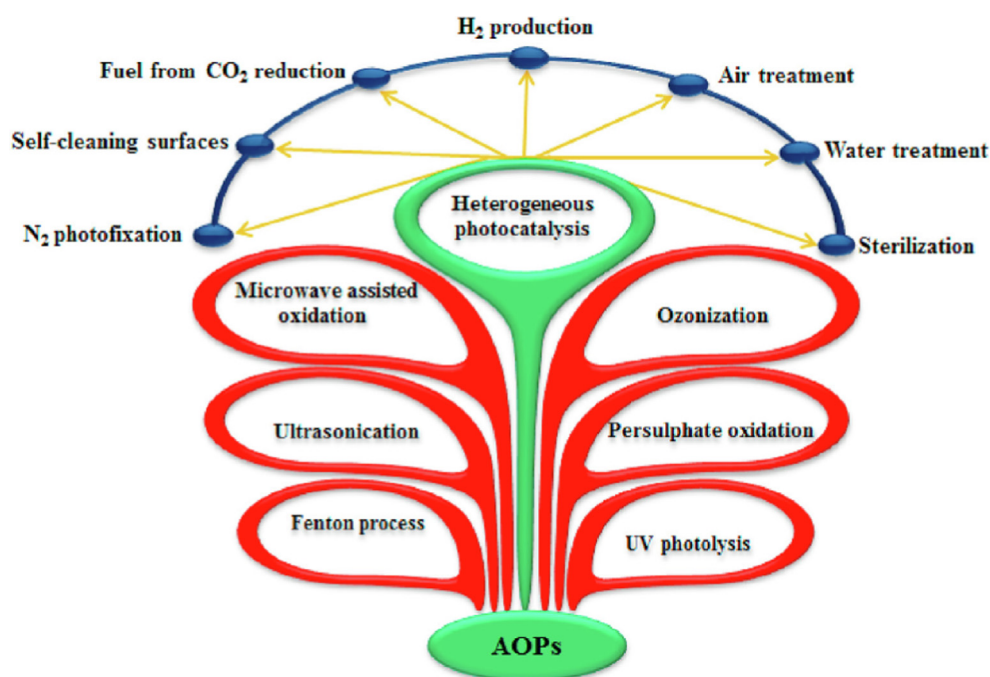 H₂ production
Fuel from CO₂ reduction
Air treatment
Self-cleaning surfaces
Water treatment
N₂ photofixation
Sterilization
Heterogeneous
photocatalysis
Microwave assisted
oxidation
Ozonization
Ultrasonication
Persulphate oxidation
Fenton process
UV photolysis
AOPs